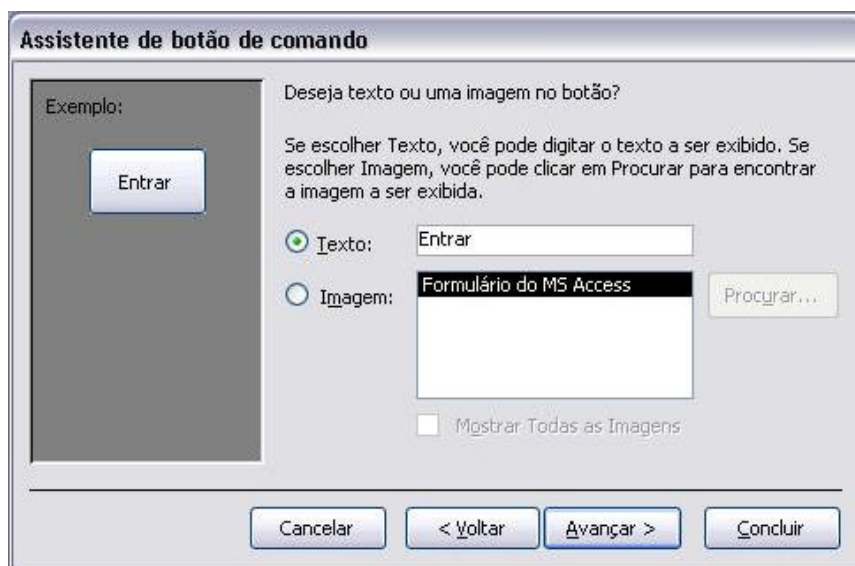 Assistente de botão de comando
Exemplo:
Entrar
Deseja texto ou uma imagem no botão?
Se escolher Texto, você pode digitar o texto a ser exibido. Se
escolher Imagem, você pode clicar em Procurar para encontrar
a imagem a ser exibida.
Texto: Entrar
Imagem: Formulário do MS Access
Procurar...
Mostrar Todas as Imagens
Cancelar < Voltar Avançar > Concluir